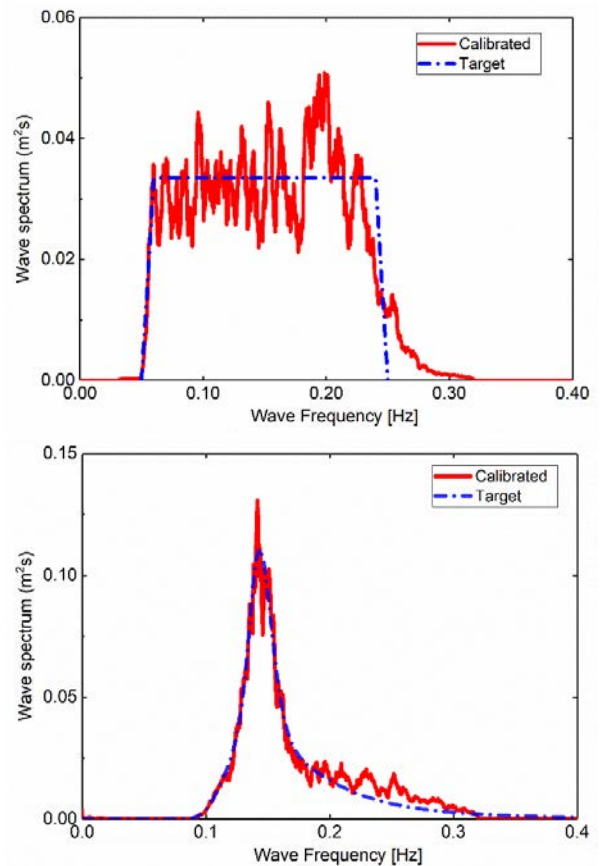 0.06
Calibrated
Target
0.04
Wave spectrum (m²s)
0.02
0.00
0.00 0.10 0.20 0.30 0.40
Wave Frequency [Hz]
0.15
Calibrated
Target
0.10
Wave spectrum (m²s)
0.05
0.00
0.0 0.1 0.2 0.3 0.4
Wave Frequency [Hz]